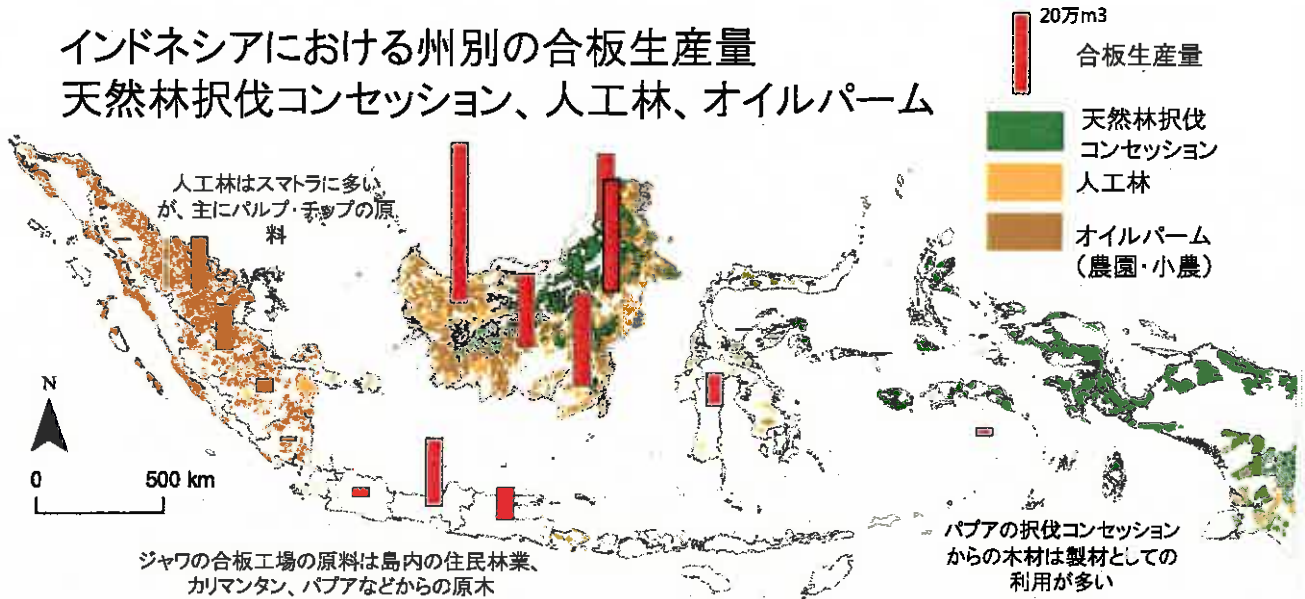 インドネシアにおける州別の合板生産量
天然林択伐コンセッション、人工林、オイルパーム
20万m3
合板生産量
天然林択伐
コンセッション
人工林
オイルパーム
（農園・小農）
人工林はスマトラに多い
が、主にパルプ・チップの原
料
N
0 500 km
ジャワの合板工場の原料は島内の住民林業、
カリマンタン、パプアなどからの原木
パプアの択伐コンセッション
からの木材は製材としての
利用が多い